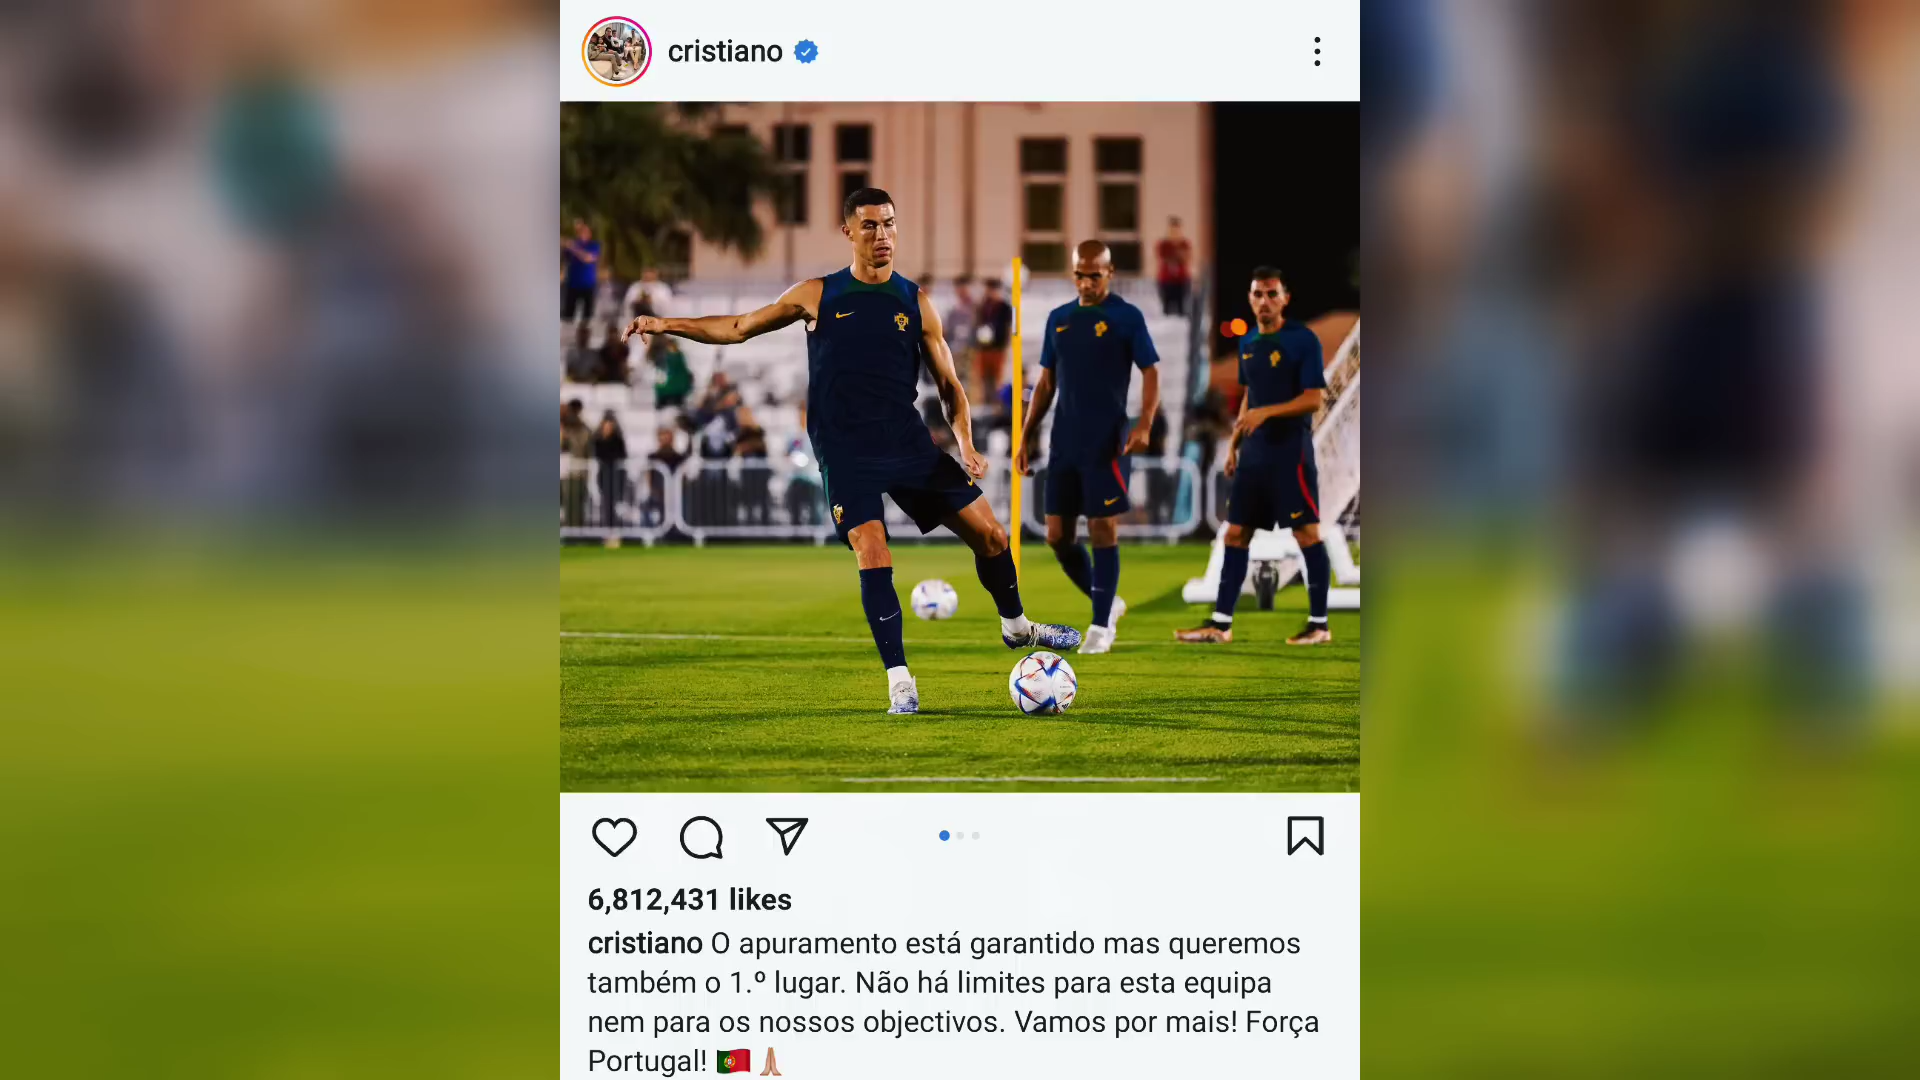 cristiano
6,812,431 likes
cristiano O apuramento está garantido mas queremos
também o 1.º lugar. Não há limites para esta equipa
nem para os nossos objectivos. Vamos por mais! Força
Portugal! 🇵🇹 🙏🏼